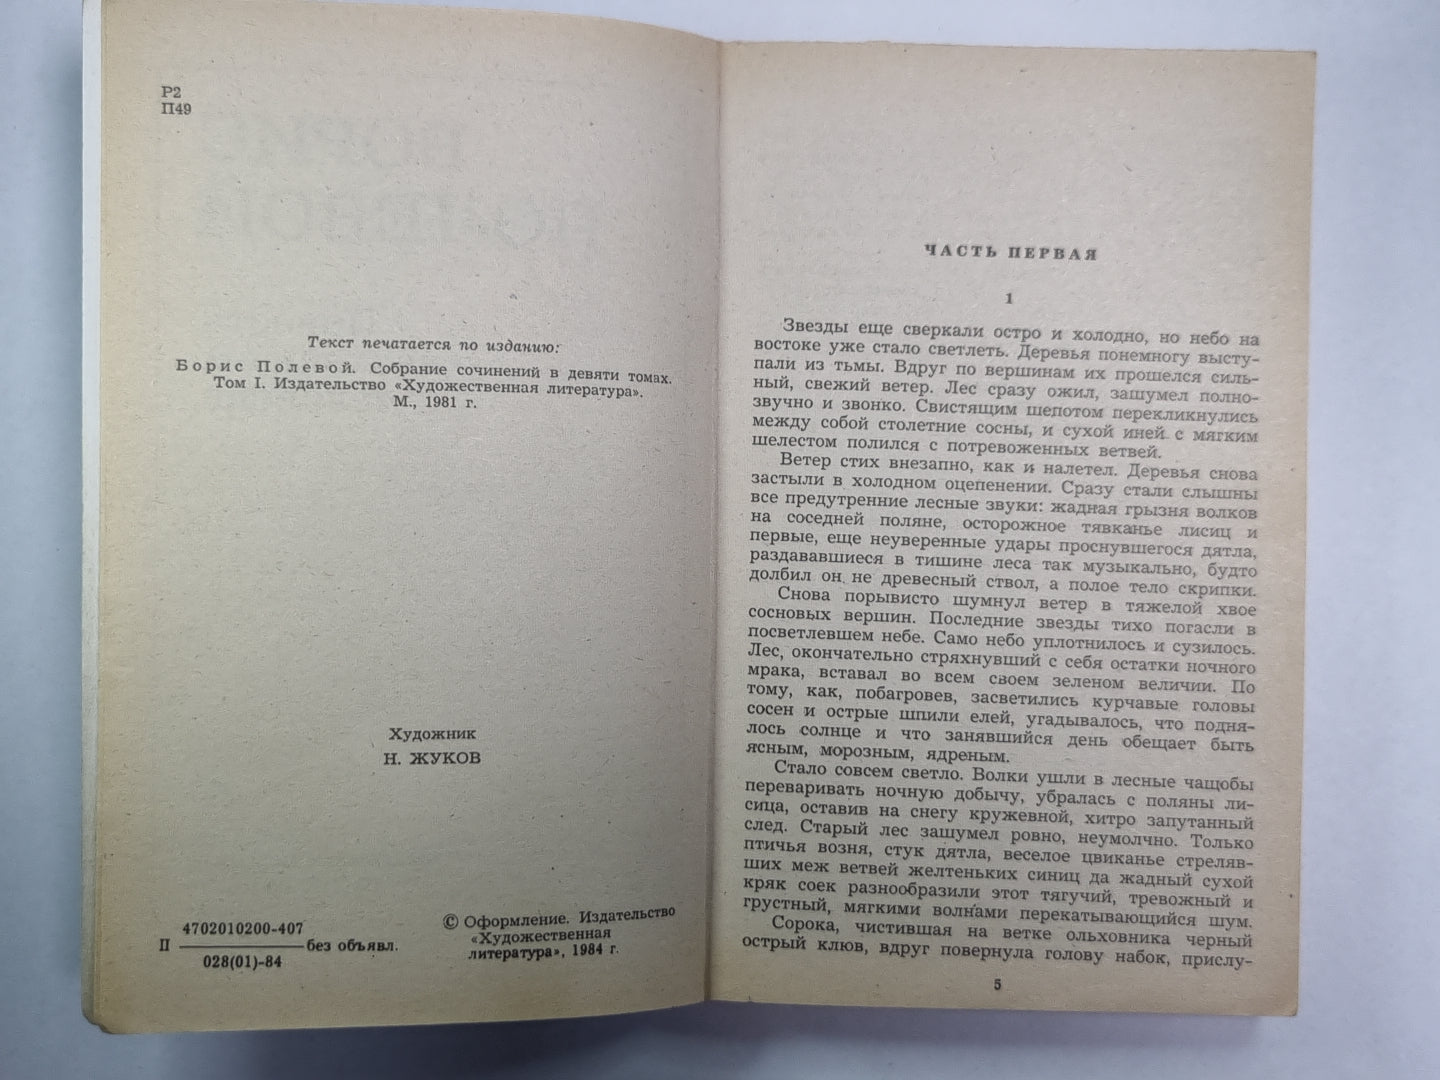 Р2
П49
Текст печатается по изданию:
Борис Полевой. Собрание сочинений в девяти томах.
Том I. Издательство «Художественная литература».
М., 1981 г.
Художник
Н. ЖУКОВ
П 4702010200-407 без объявл.
028(01)-84
© Оформление. Издательство
«Художественная
литература», 1984 г.
ЧАСТЬ ПЕРВАЯ
1
Звезды еще сверкали остро и холодно, но небо на
востоке уже стало светлеть. Деревья понемногу высту-
пали из тьмы. Вдруг по вершинам их прошелся силь-
ный, свежий ветер. Лес сразу ожил, зашумел полно-
звучно и звонко. Свистящим шепотом перекликнулись
между собой столетние сосны, и сухой иней с мягким
шелестом полился с потревоженных ветвей.
Ветер стих внезапно, как и налетел. Деревья снова
застыли в холодном оцепенении. Сразу стали слышны
все предутренние лесные звуки: жадная грызня волков
на соседней поляне, осторожное тявканье лисиц и
первые, еще неуверенные удары проснувшегося дятла,
раздававшиеся в тишине леса так музыкально, будто
долбил он не древесный ствол, а полое тело скрипки.
Снова порывисто шумнул ветер в тяжелой хвое
сосновых вершин. Последние звезды тихо погасли в
посветлевшем небе. Само небо уплотнилось и сузилось.
Лес, окончательно стряхнувший с себя остатки ночного
мрака, вставал во всем своем зеленом величии. По
тому, как, побагровев, засветились курчавые головы
сосен и острые шпили елей, угадывалось, что подня-
лось солнце и что занявшийся день обещает быть
ясным, морозным, ядреным.
Стало совсем светло. Волки ушли в лесные чащобы
переваривать ночную добычу, убралась с поляны ли-
сица, оставив на снегу кружевной, хитро запутанный
след. Старый лес зашумел ровно, неумолчно. Только
птичья возня, стук дятла, веселое цвиканье стреляв-
ших меж ветвей желтеньких синиц да жадный сухой
кряк соек разнообразили этот тягучий, тревожный и
грустный, мягкими волнами перекатывающийся шум.
Сорока, чистившая на ветке ольховника черный
острый клюв, вдруг повернула голову набок, прислу-
5